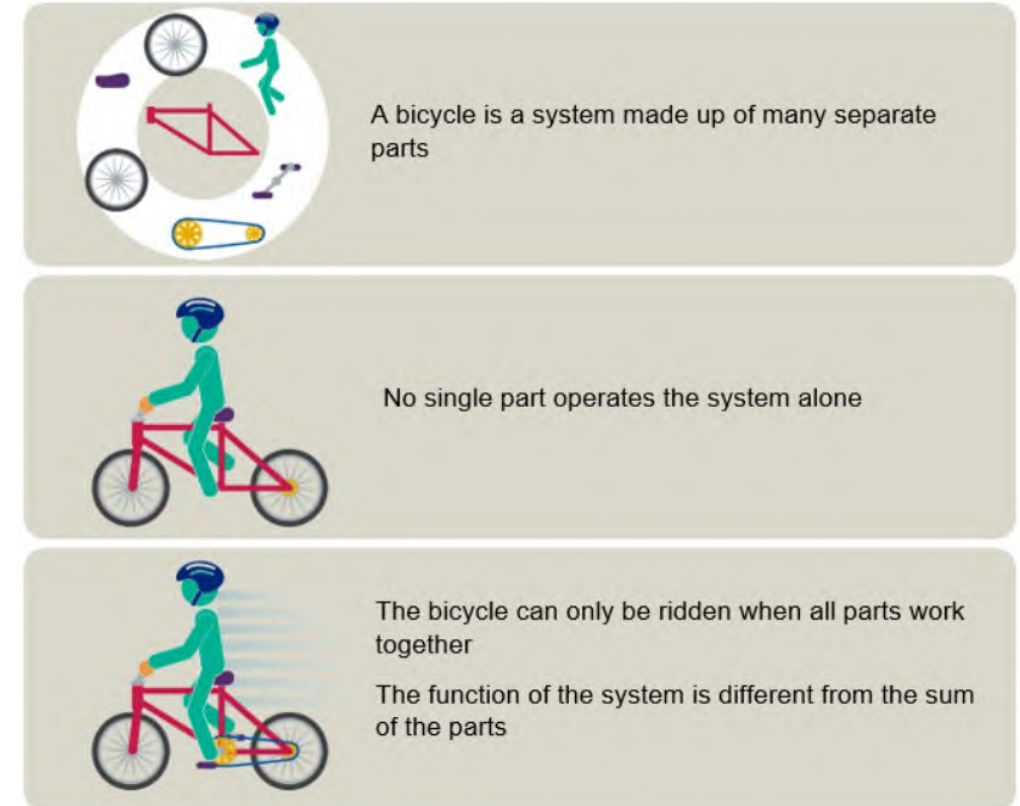 A bicycle is a system made up of many separate
parts
No single part operates the system alone
The bicycle can only be ridden when all parts work
together
The function of the system is different from the sum
of the parts